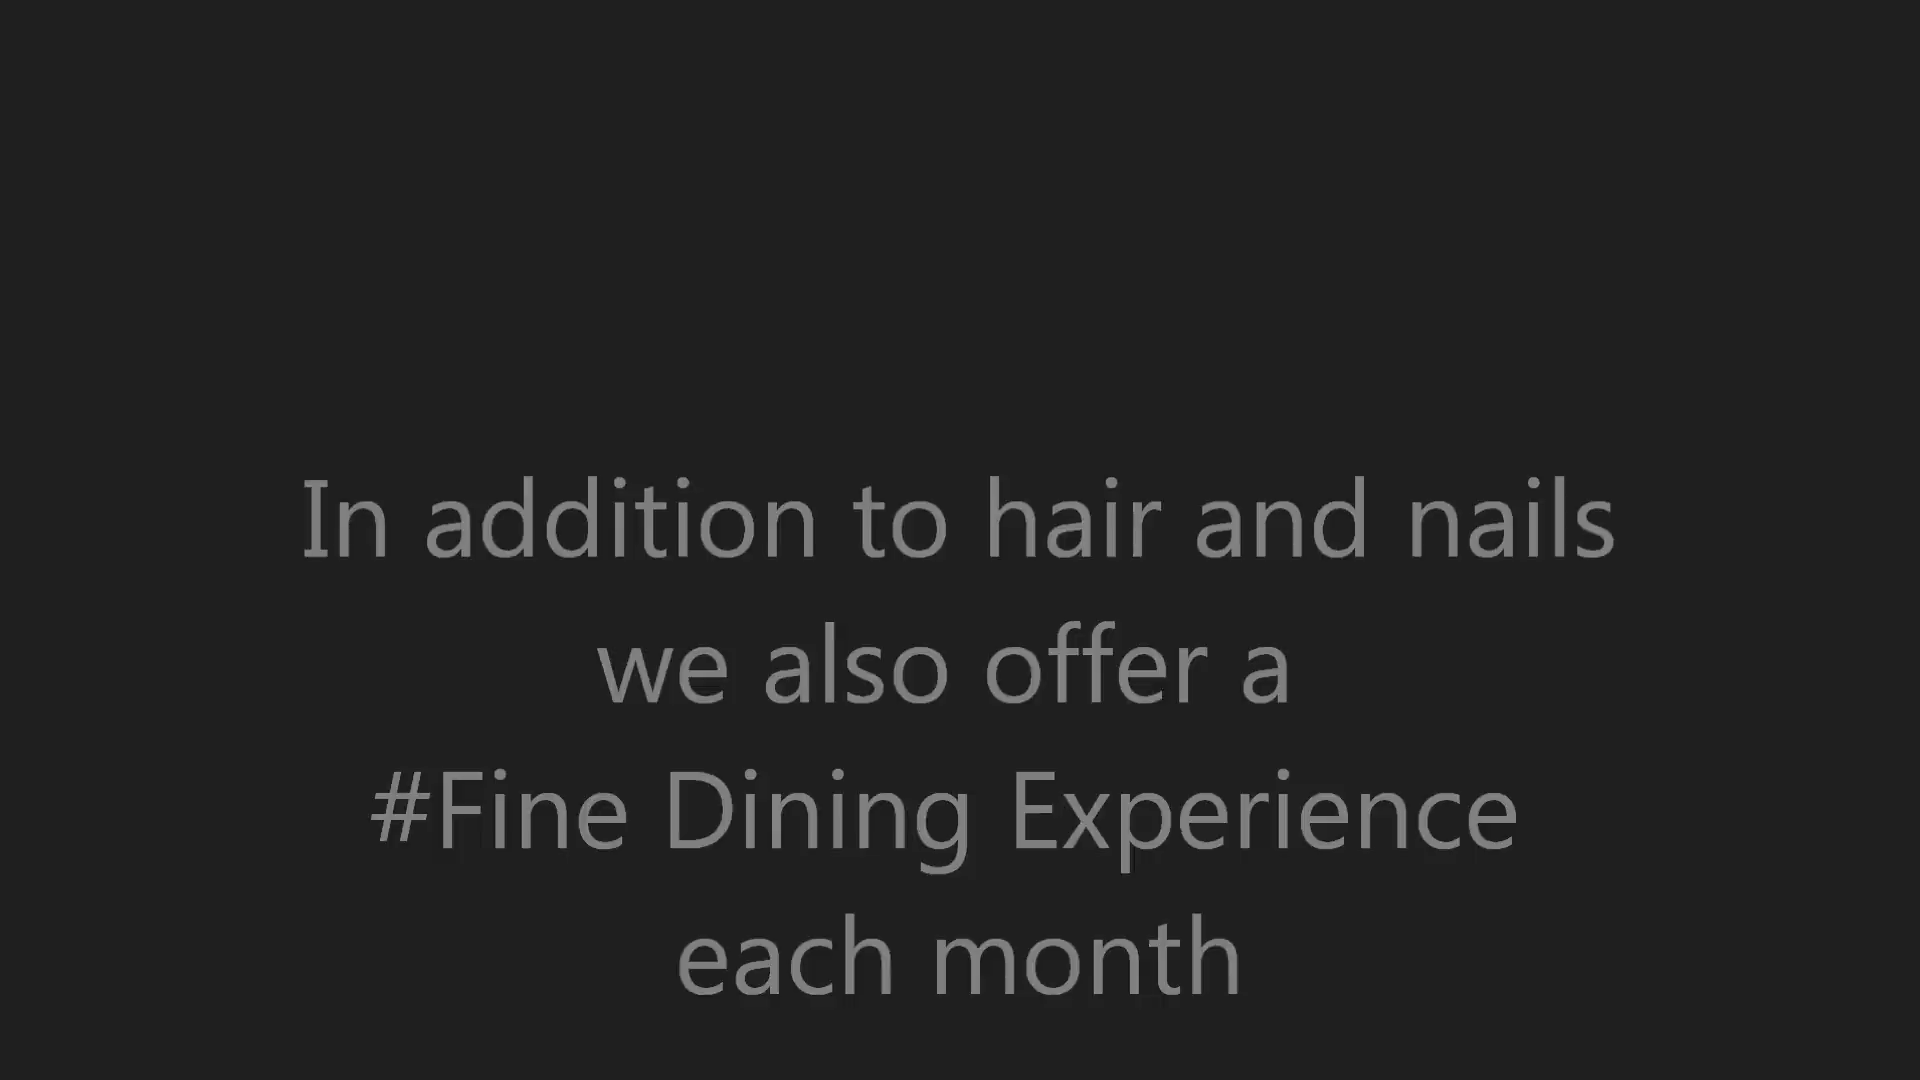 In addition to hair and nails
we also offer a
#Fine Dining Experience
each month